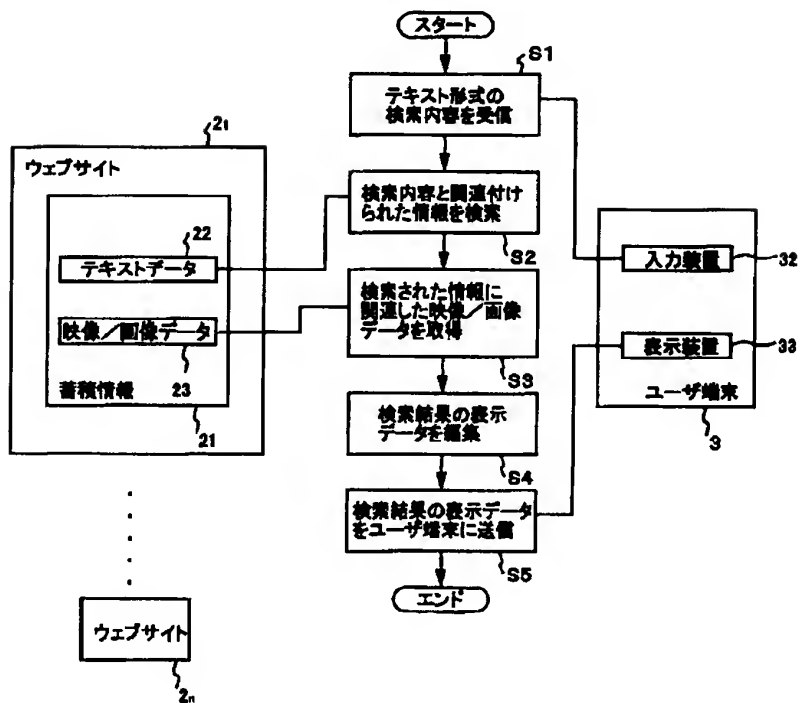 スタート
S1
テキスト形式の
検索内容を受信
2₁
ウェブサイト
検索内容と関連付け
られた情報を検索
S2
22
テキストデータ
入力装置
32
検索された情報に
関連した映像／画像
データを取得
映像／画像データ
表示装置
33
S3
蓄積情報
23
ユーザ端末
3
21
検索結果の表示
データを編集
S4
検索結果の表示データ
をユーザ端末に送信
S5
エンド
ウェブサイト
2ₙ